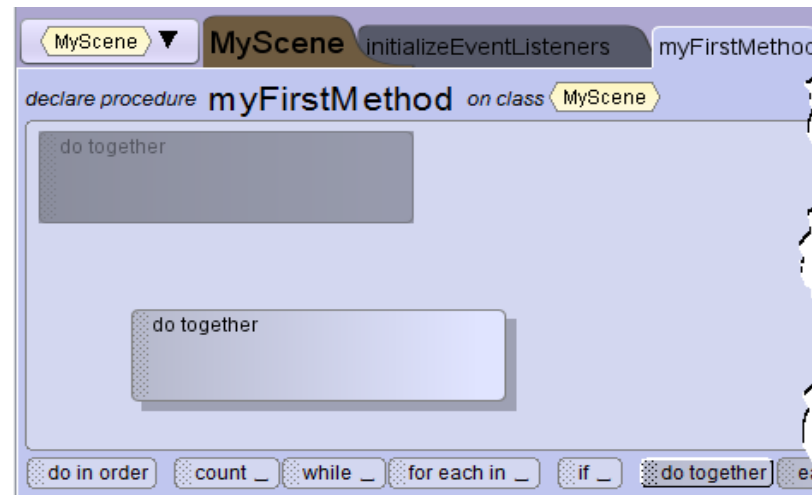 MyScene MyScene initializeEventListeners myFirstMethod
declare procedure myFirstMethod on class MyScene
do together
do together
do in order count _ while _ for each in _ if _ do together